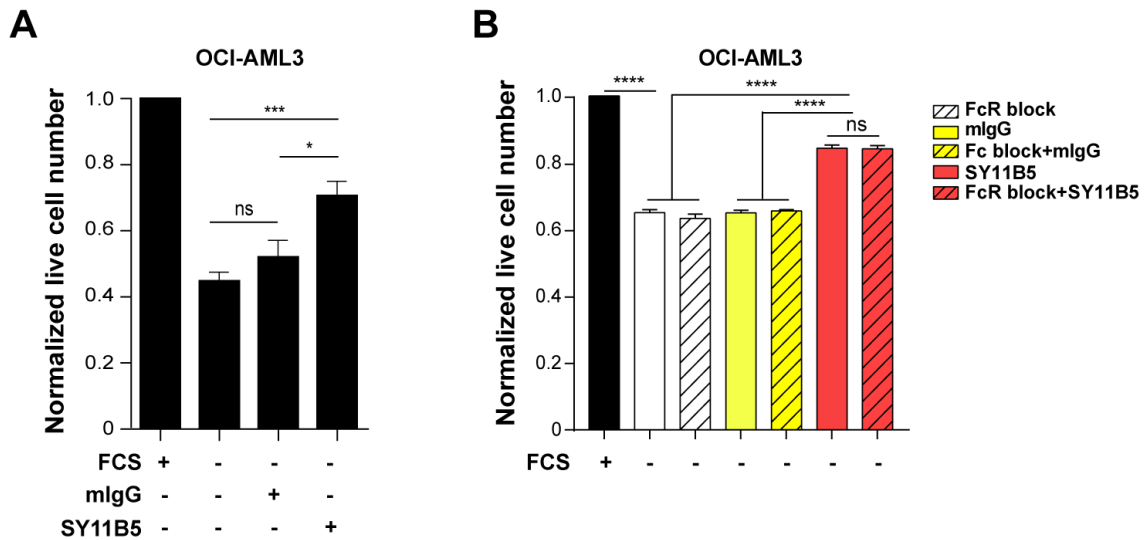 A
OCI-AML3
Normalized live cell number
1.0
0.8
0.6
0.4
0.2
0
***
*
ns
FCS + - - -
mIgG - - + -
SY11B5 - - - +
B
OCI-AML3
Normalized live cell number
1.0
0.8
0.6
0.4
0.2
0
****
****
****
ns
FCS + - - - - - -
FcR block
mIgG
Fc block+mIgG
SY11B5
FcR block+SY11B5